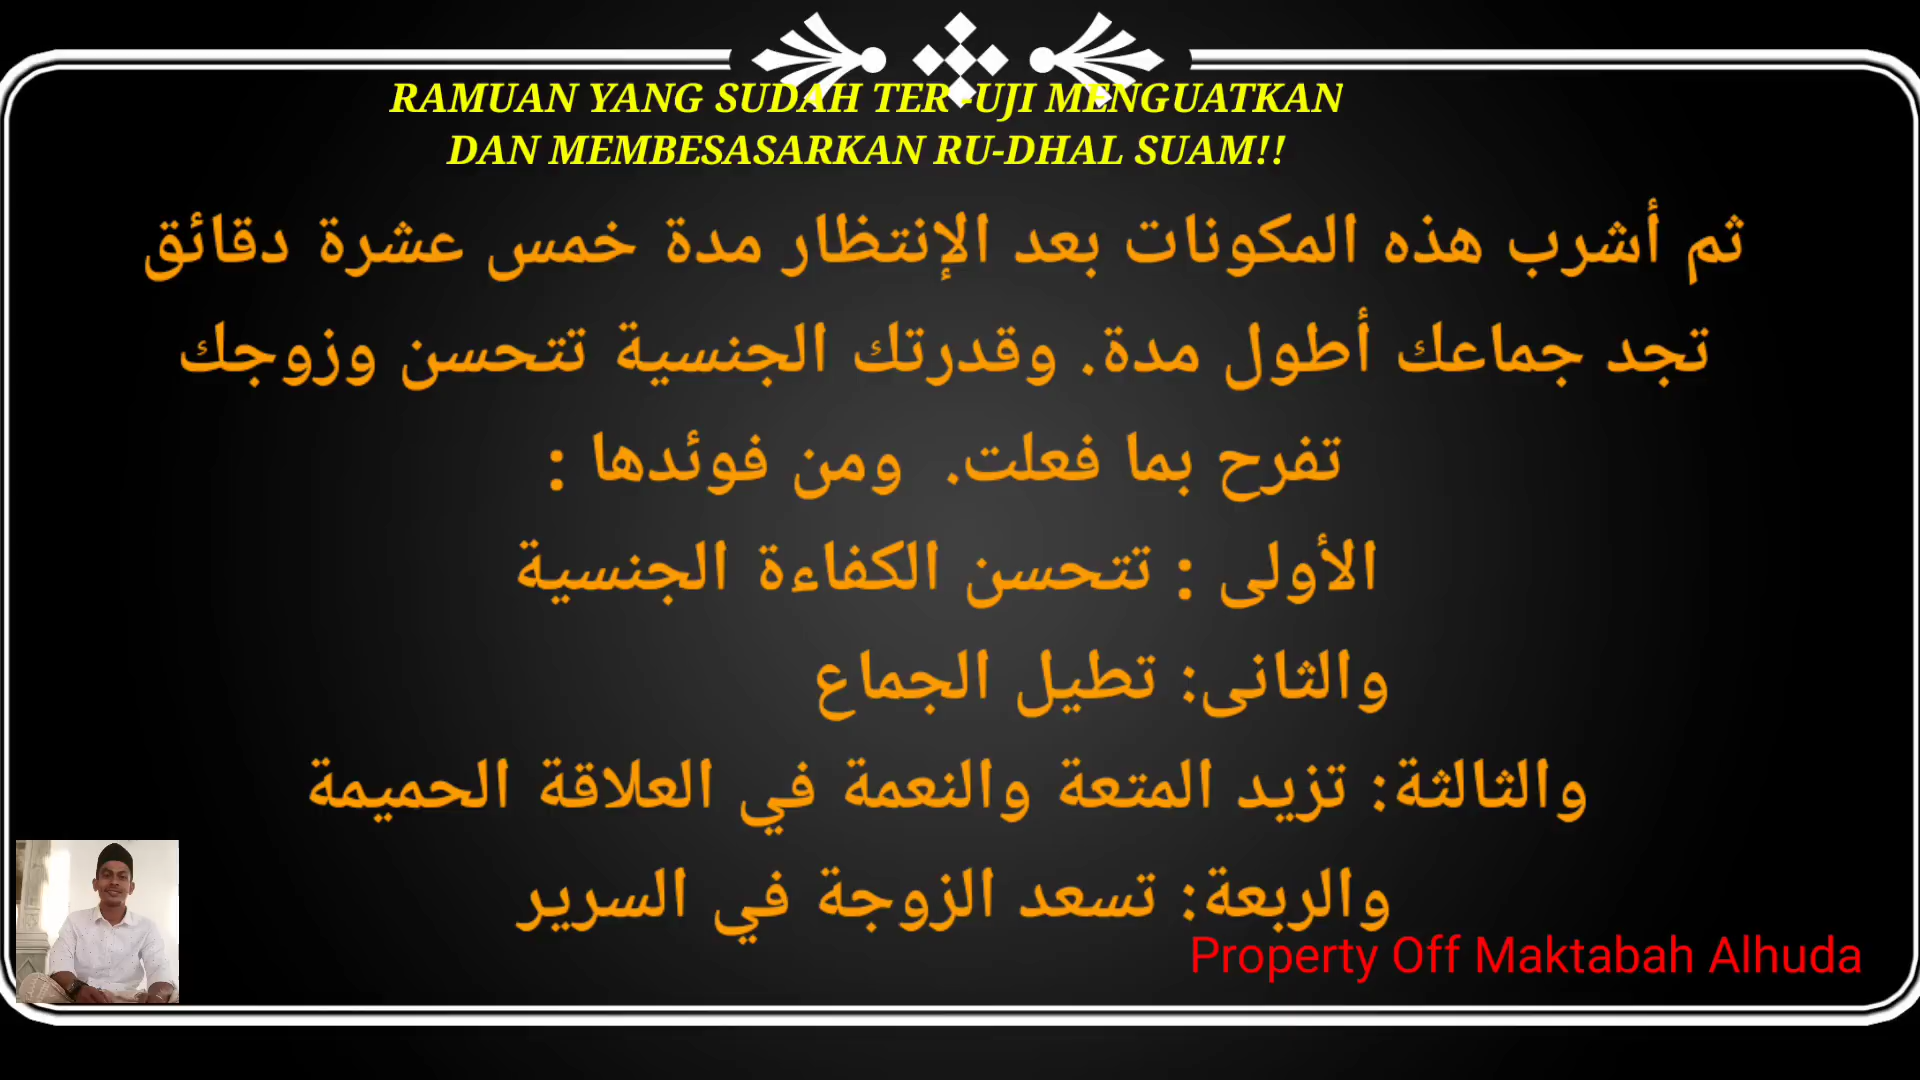 RAMUAN YANG SUDAH TER -UJI MENGUATKAN
DAN MEMBESASARKAN RU-DHAL SUAM!!
ثم أشرب هذه المكونات بعد الإنتظار مدة خمس عشرة دقائق
تجد جماعك أطول مدة. وقدرتك الجنسية تتحسن وزوجك
تفرح بما فعلت. ومن فوئدها :
الأولى : تتحسن الكفاءة الجنسية
والثانى: تطيل الجماع
والثالثة: تزيد المتعة والنعمة في العلاقة الحميمة
والربعة: تسعد الزوجة في السرير
Property Off Maktabah Alhuda